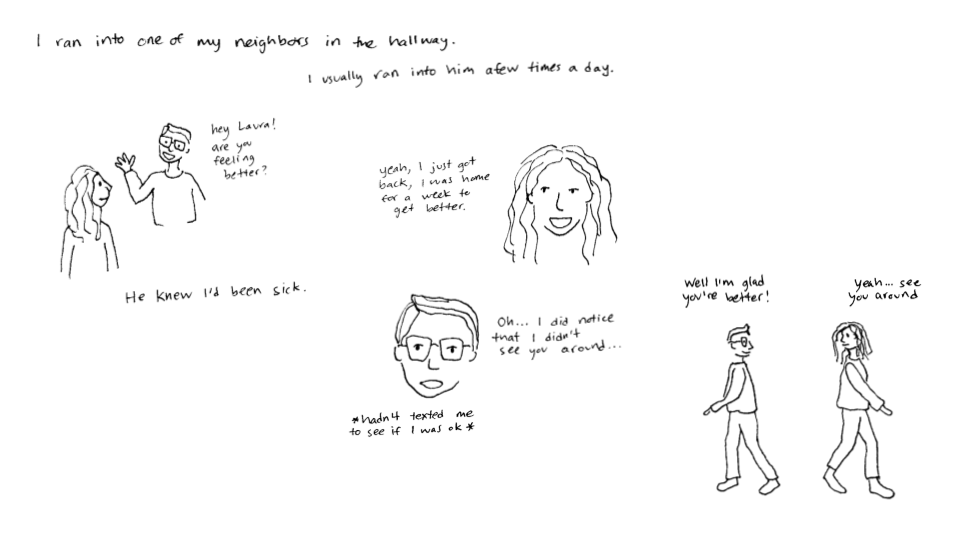 I ran into one of my neighbors in the hallway.
I usually ran into him a few times a day.
hey Laura!
are you
feeling
better?
yeah, I just got
back, I was home
for a week to
get better.
He knew I'd been sick.
Oh... I did notice
that I didn't
see you around...
*hadn't texted me
to see if I was ok*
Well I'm glad
you're better!
Yeah... see
you around